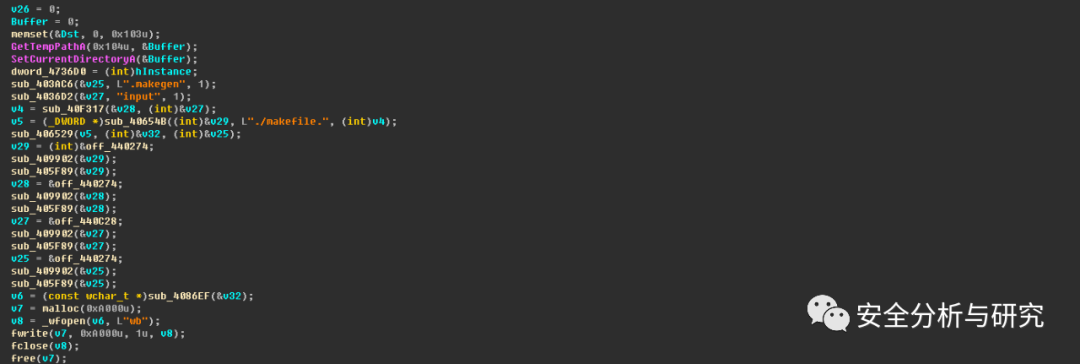 v26 = 0;
Buffer = 0;
memset(&Dst, 0, 0x103u);
GetTempPathA(0x104u, &Buffer);
SetCurrentDirectoryA(&Buffer);
dword_4736D0 = (int)hInstance;
sub_403AC6(&v25, L".makegen", 1);
sub_4036D2(&v27, "input", 1);
v4 = sub_40F317(&v28, (int)&v27);
v5 = (_DWORD *)sub_40654B((int)&v29, L"./makefile.", (int)v4);
sub_406529(v5, (int)&v32, (int)&v25);
v29 = (int)&off_440274;
sub_409902(&v29);
sub_405F89(&v29);
v28 = &off_440274;
sub_409902(&v28);
sub_405F89(&v28);
v27 = &off_440C28;
sub_409902(&v27);
sub_405F89(&v27);
v25 = &off_440274;
sub_409902(&v25);
sub_405F89(&v25);
v6 = (const wchar_t *)sub_4086EF(&v32);
v7 = malloc(0xA000u);
v8 = _wfopen(v6, L"wb");
fwrite(v7, 0xA000u, 1u, v8);
fclose(v8);
free(v7);
安全分析与研究